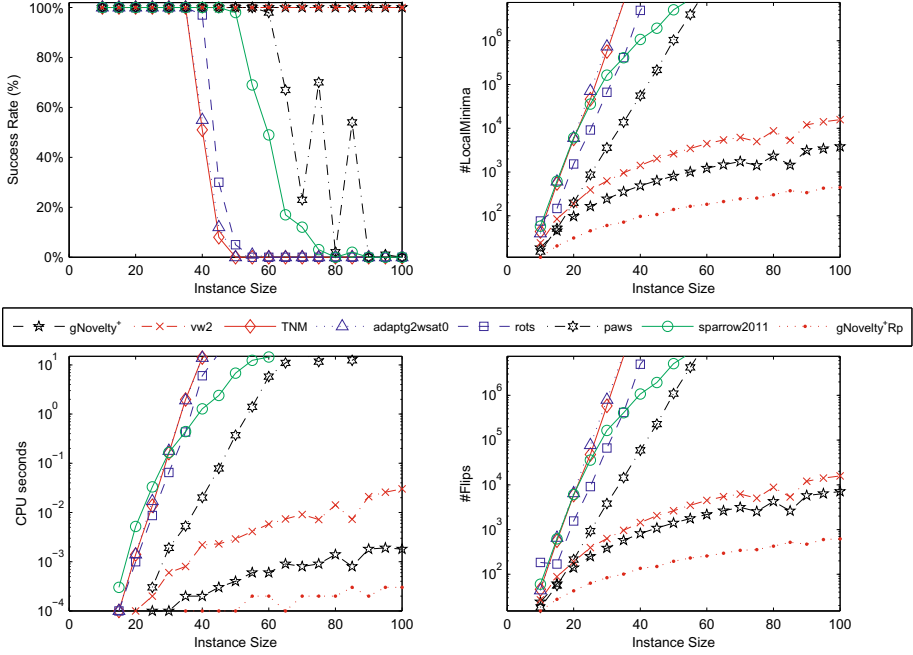 100%
80%
60%
40%
20%
0%
Success Rate (%)
0 20 40 60 80 100
Instance Size
10^6
10^5
10^4
10^3
10^2
#LocalMinima
0 20 40 60 80 100
Instance Size
gNovelty^+ vw2 TNM adaptg2wsat0 rots paws sparrow2011 gNovelty^+Rp
10^1
10^0
10^-1
10^-2
10^-3
10^-4
CPU seconds
0 20 40 60 80 100
Instance Size
10^6
10^5
10^4
10^3
10^2
#Flips
0 20 40 60 80 100
Instance Size